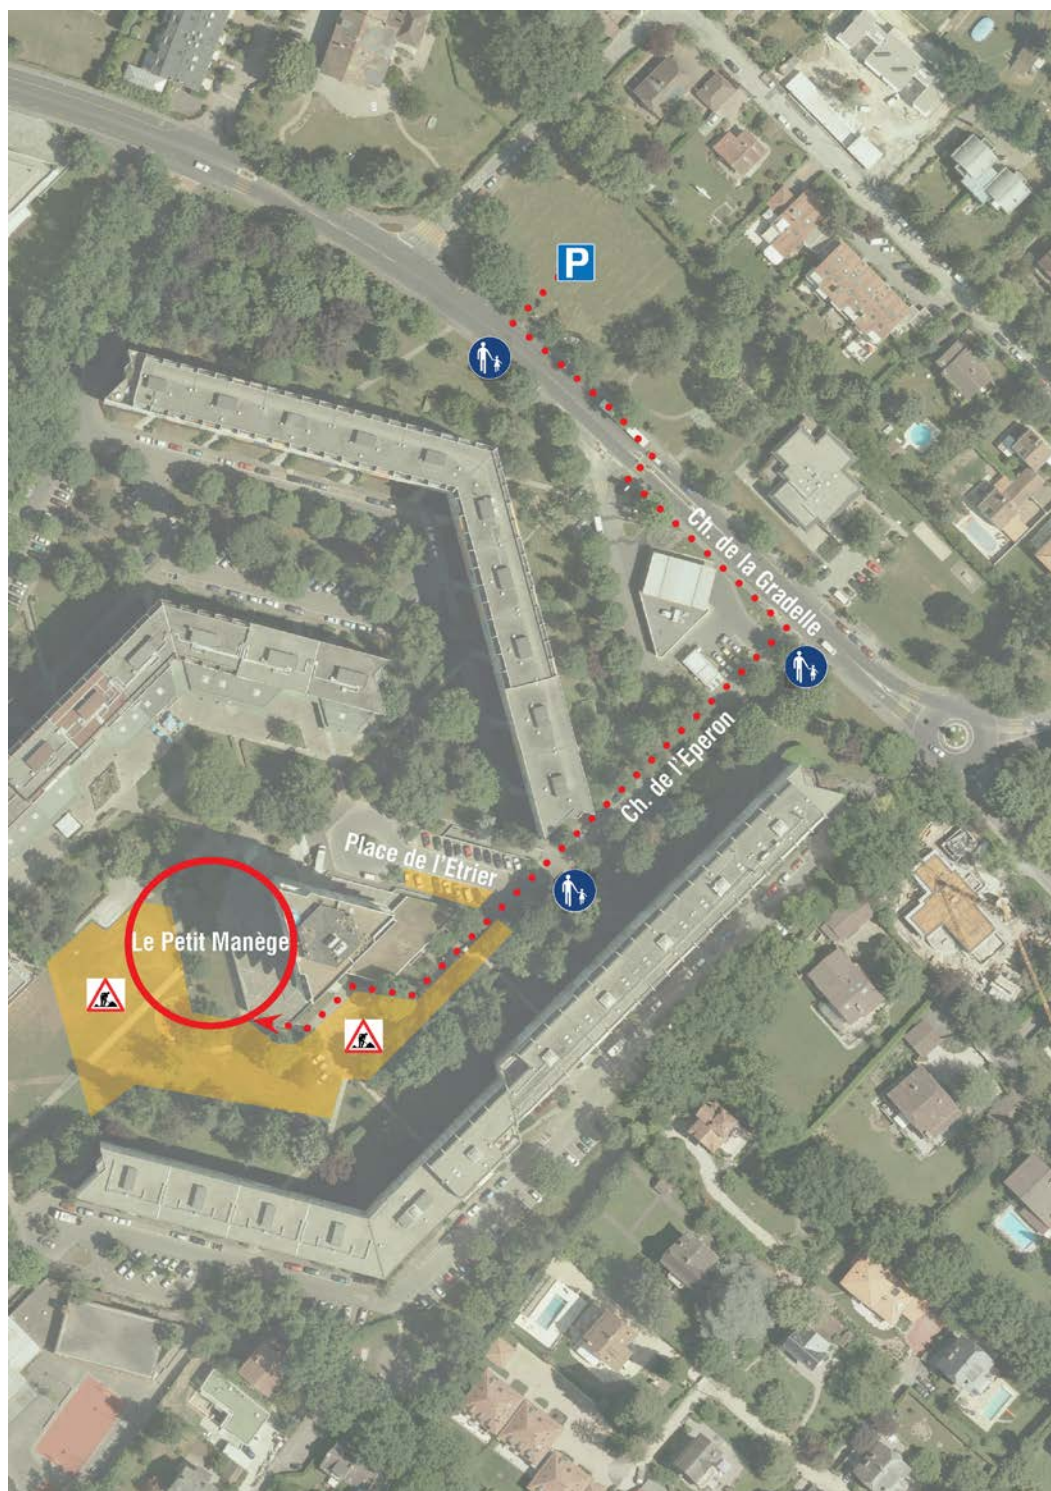 P
Ch. de la Gradelle
Ch. de l'Eperon
Place de l'Etrier
Le Petit Manège